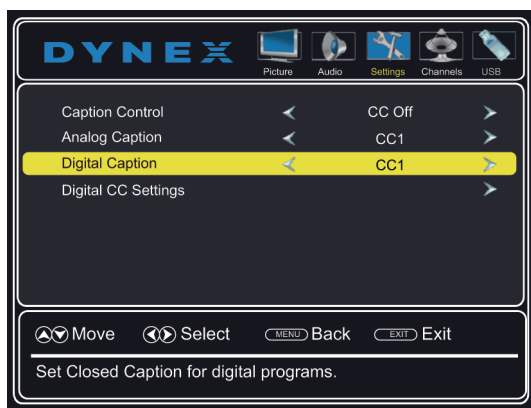 DYNEX
Picture Audio Settings Channels USB
Caption Control CC Off
Analog Caption CC1
Digital Caption CC1
Digital CC Settings
Move Select MENU Back EXIT Exit
Set Closed Caption for digital programs.